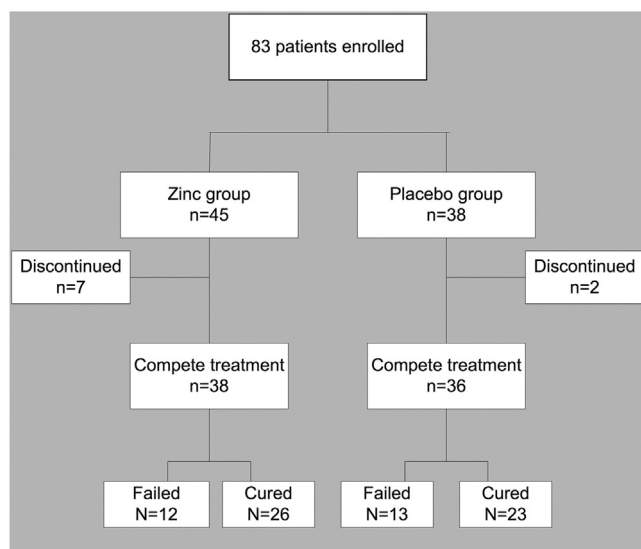 83 patients enrolled
Zinc group
n=45
Placebo group
n=38
Discontinued
n=7
Discontinued
n=2
Compete treatment
n=38
Compete treatment
n=36
Failed
N=12
Cured
N=26
Failed
N=13
Cured
N=23